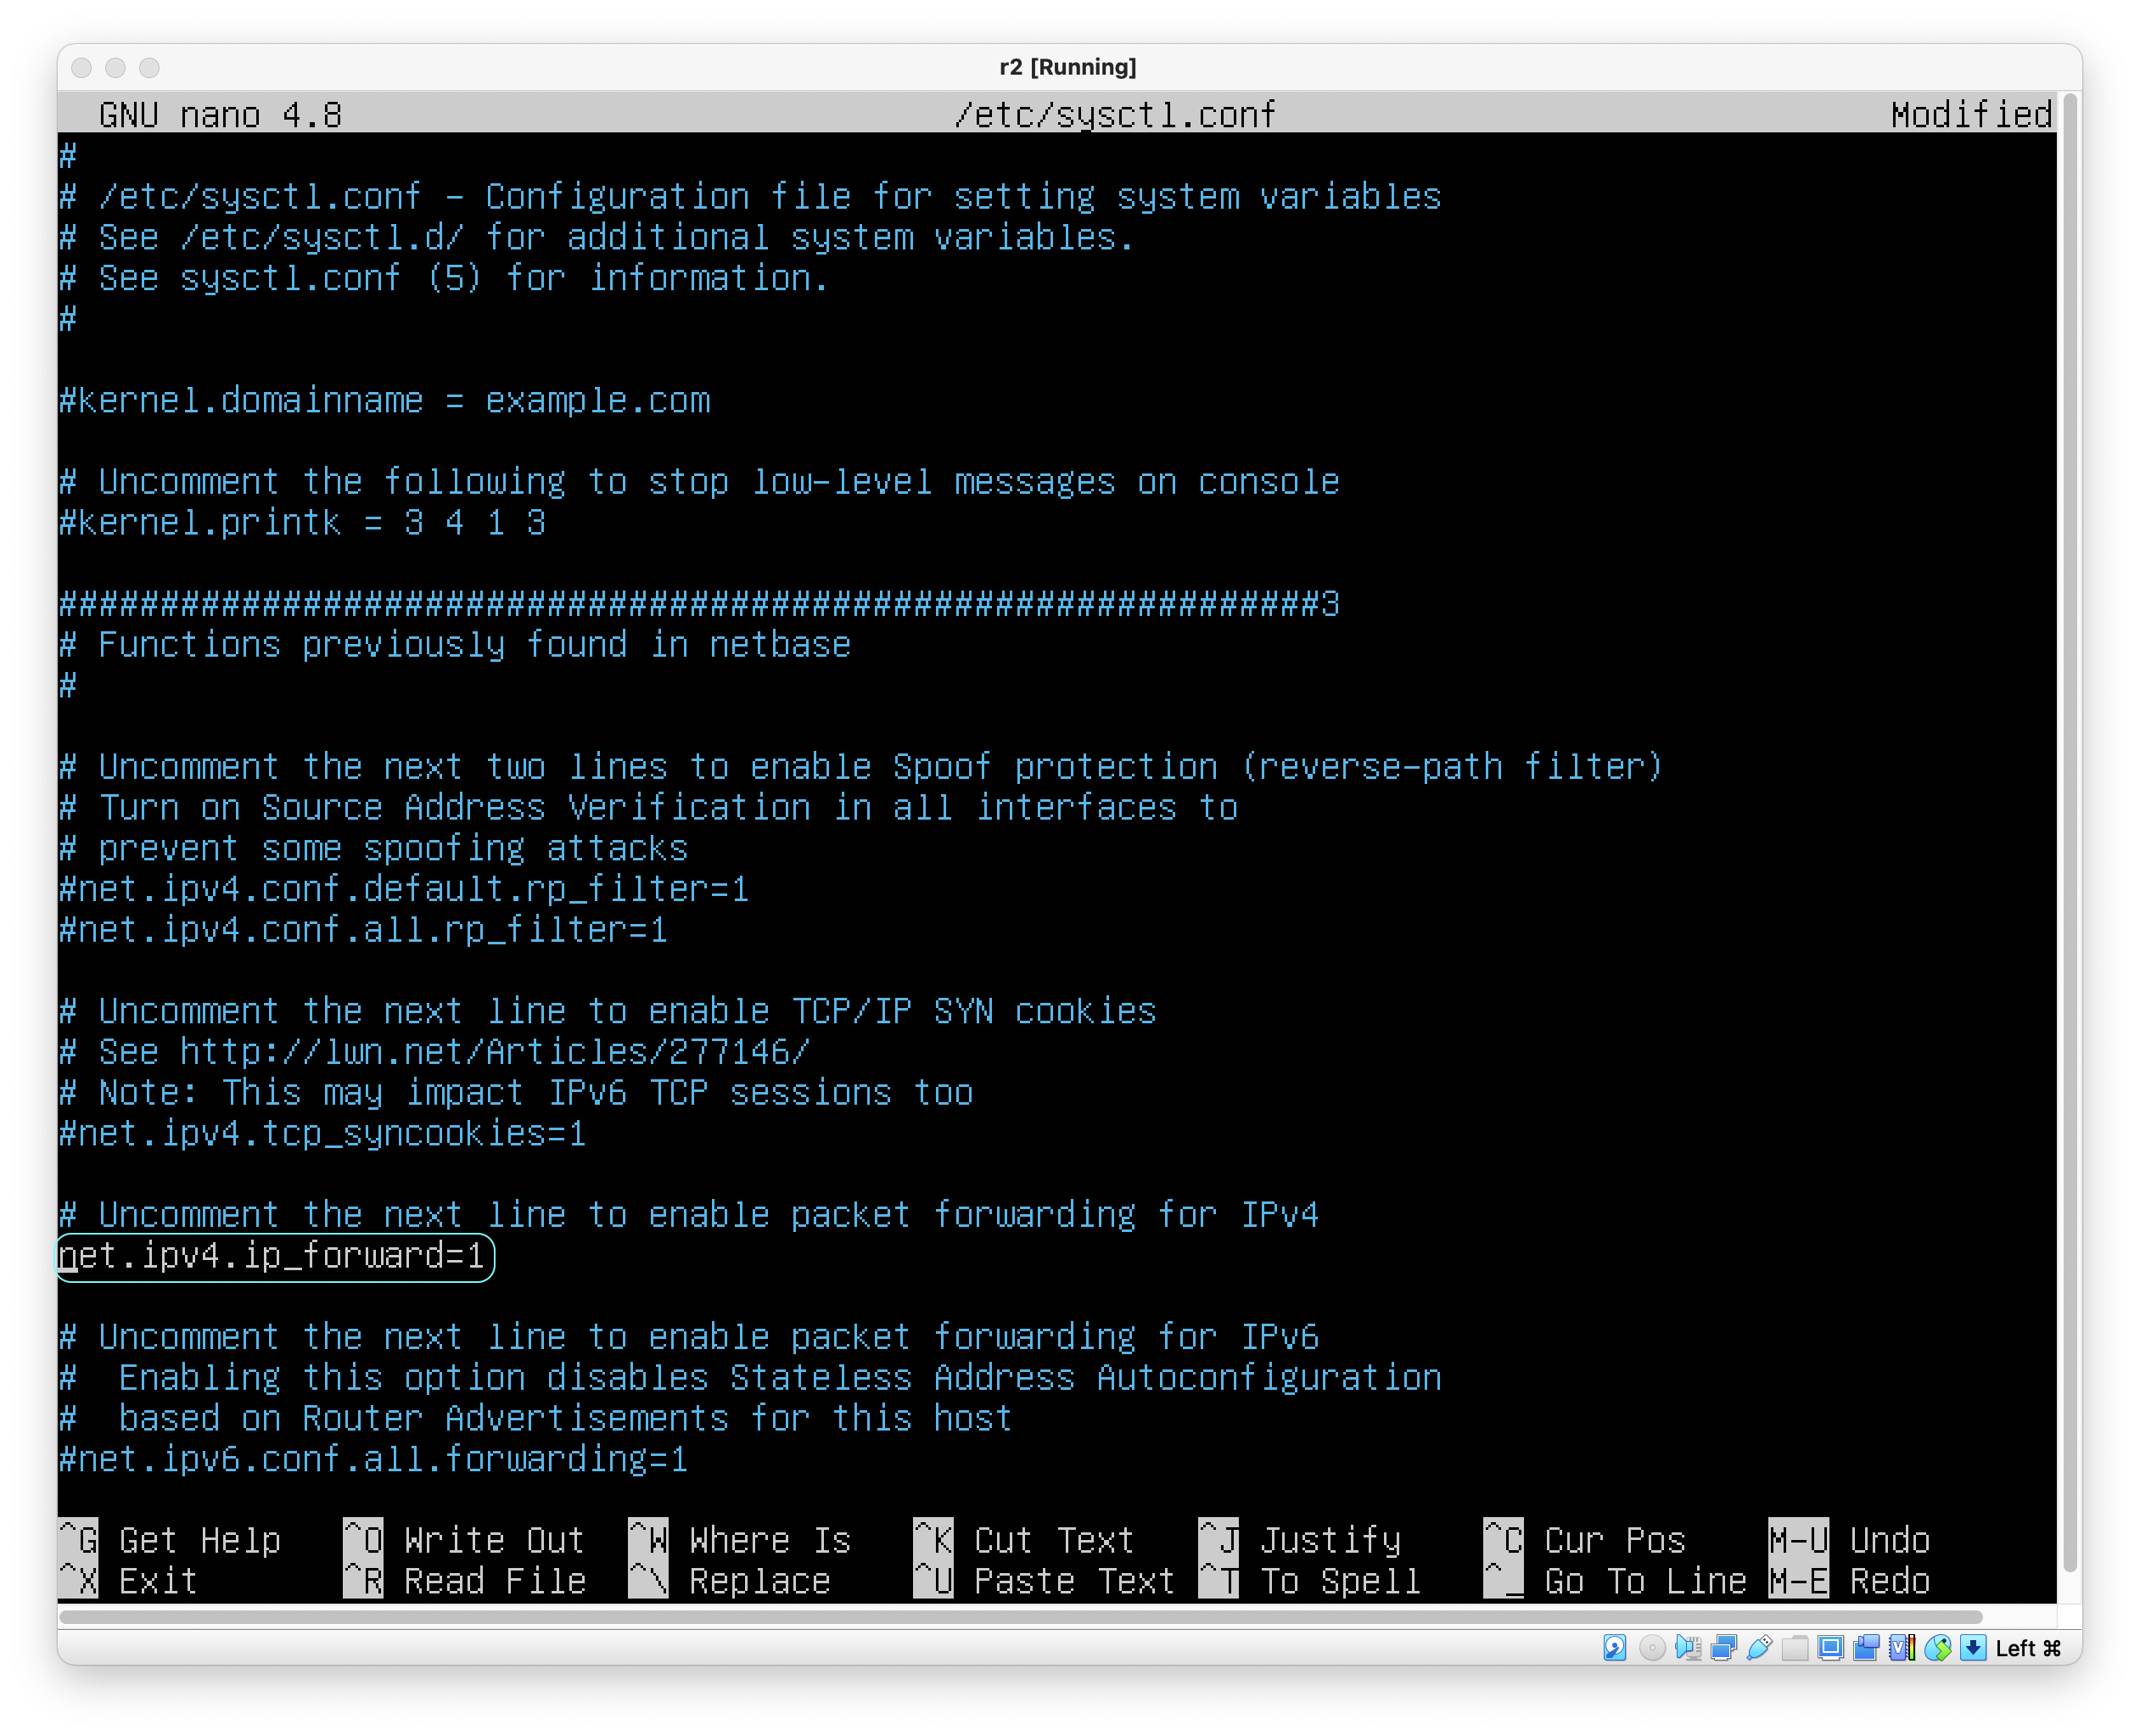 r2 [Running]
GNU nano 4.8 /etc/sysctl.conf Modified
#
# /etc/sysctl.conf - Configuration file for setting system variables
# See /etc/sysctl.d/ for additional system variables.
# See sysctl.conf (5) for information.
#
#kernel.domainname = example.com
# Uncomment the following to stop low-level messages on console
#kernel.printk = 3 4 1 3
##############################################################3
# Functions previously found in netbase
#
# Uncomment the next two lines to enable Spoof protection (reverse-path filter)
# Turn on Source Address Verification in all interfaces to
# prevent some spoofing attacks
#net.ipv4.conf.default.rp_filter=1
#net.ipv4.conf.all.rp_filter=1
# Uncomment the next line to enable TCP/IP SYN cookies
# See http://lwn.net/Articles/277146/
# Note: This may impact IPv6 TCP sessions too
#net.ipv4.tcp_syncookies=1
# Uncomment the next line to enable packet forwarding for IPv4
net.ipv4.ip_forward=1
# Uncomment the next line to enable packet forwarding for IPv6
#  Enabling this option disables Stateless Address Autoconfiguration
#  based on Router Advertisements for this host
#net.ipv6.conf.all.forwarding=1
^G Get Help ^O Write Out ^W Where Is ^K Cut Text ^J Justify ^C Cur Pos M-U Undo
^X Exit ^R Read File ^\ Replace ^U Paste Text ^T To Spell ^_ Go To Line M-E Redo
Left ⌘